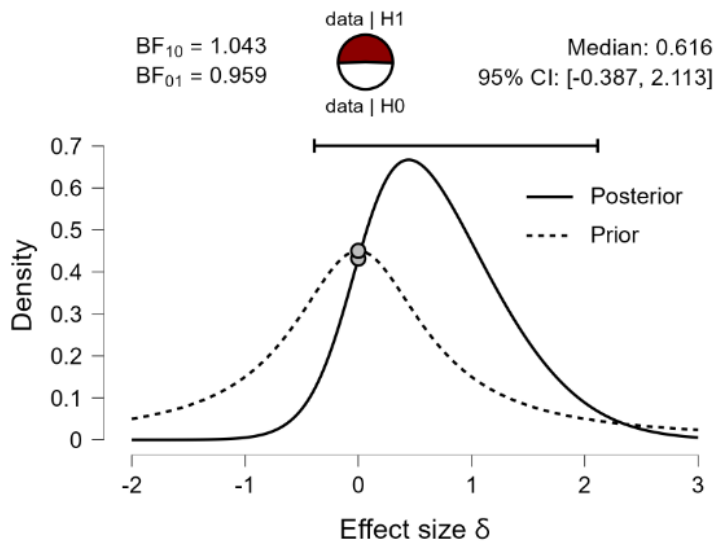 data | H1
BF₁₀ = 1.043
BF₀₁ = 0.959
Median: 0.616
95% CI: [-0.387, 2.113]
data | H0
0.7
0.6
0.5
0.4
0.3
0.2
0.1
0
Density
Posterior
Prior
-2 -1 0 1 2 3
Effect size δ